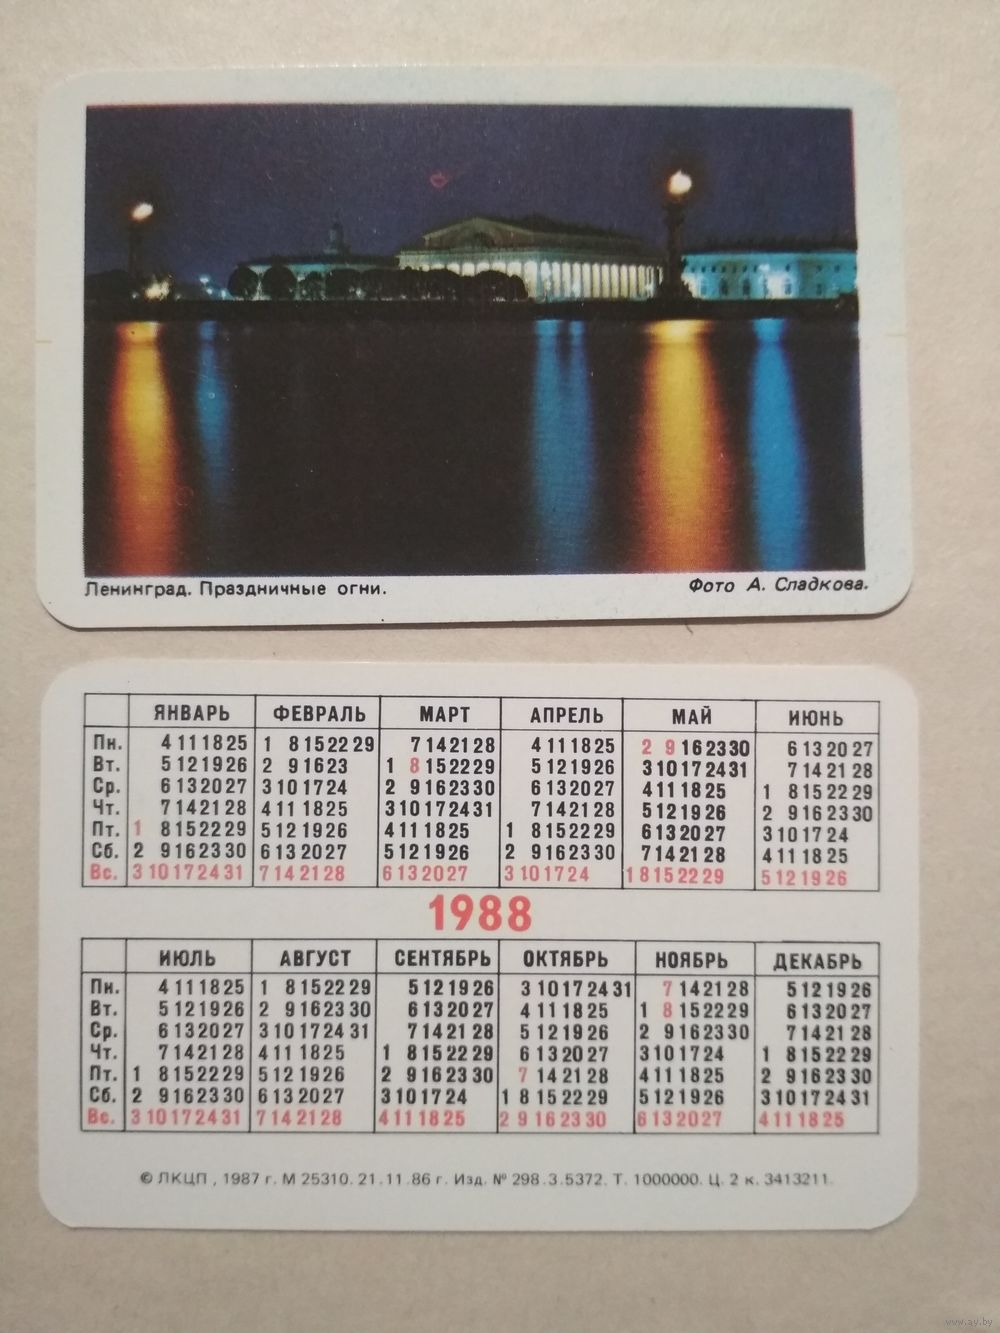 Ленинград. Праздничные огни. Фото А. Сладкова.
ЯНВАРЬ ФЕВРАЛЬ МАРТ АПРЕЛЬ МАЙ ИЮНЬ
Пн. 4 11 18 25 1 8 15 22 29 7 14 21 28 4 11 18 25 2 9 16 23 30 6 13 20 27
Вт. 5 12 19 26 2 9 16 23 1 8 15 22 29 5 12 19 26 3 10 17 24 31 7 14 21 28
Ср. 6 13 20 27 3 10 17 24 2 9 16 23 30 6 13 20 27 4 11 18 25 1 8 15 22 29
Чт. 7 14 21 28 4 11 18 25 3 10 17 24 31 7 14 21 28 5 12 19 26 2 9 16 23 30
Пт. 1 8 15 22 29 5 12 19 26 4 11 18 25 1 8 15 22 29 6 13 20 27 3 10 17 24
Сб. 2 9 16 23 30 6 13 20 27 5 12 19 26 2 9 16 23 30 7 14 21 28 4 11 18 25
Вс. 3 10 17 24 31 7 14 21 28 6 13 20 27 3 10 17 24 1 8 15 22 29 5 12 19 26
1988
ИЮЛЬ АВГУСТ СЕНТЯБРЬ ОКТЯБРЬ НОЯБРЬ ДЕКАБРЬ
Пн. 4 11 18 25 1 8 15 22 29 5 12 19 26 3 10 17 24 31 7 14 21 28 5 12 19 26
Вт. 5 12 19 26 2 9 16 23 30 6 13 20 27 4 11 18 25 1 8 15 22 29 6 13 20 27
Ср. 6 13 20 27 3 10 17 24 31 7 14 21 28 5 12 19 26 2 9 16 23 30 7 14 21 28
Чт. 7 14 21 28 4 11 18 25 1 8 15 22 29 6 13 20 27 3 10 17 24 1 8 15 22 29
Пт. 1 8 15 22 29 5 12 19 26 2 9 16 23 30 7 14 21 28 4 11 18 25 2 9 16 23 30
Сб. 2 9 16 23 30 6 13 20 27 3 10 17 24 1 8 15 22 29 5 12 19 26 3 10 17 24 31
Вс. 3 10 17 24 31 7 14 21 28 4 11 18 25 2 9 16 23 30 6 13 20 27 4 11 18 25
© ЛКЦП, 1987 г. М 25310. 21.11.86 г. Изд. № 298.3.5372. Т. 1000000. Ц. 2 к. 3413211.
www.ay.by